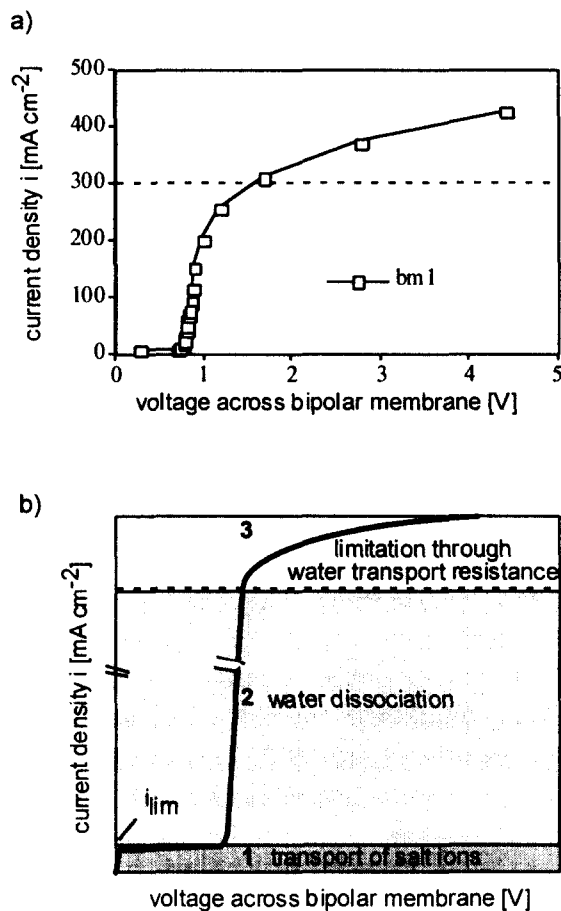 a)
current density i [mA cm-2]
500
400
300
200
100
0
bm1
0 1 2 3 4 5
voltage across bipolar membrane [V]
b)
current density i [mA cm-2]
3
limitation through
water transport resistance
2 water dissociation
ilim
1 transport of salt ions
voltage across bipolar membrane [V]